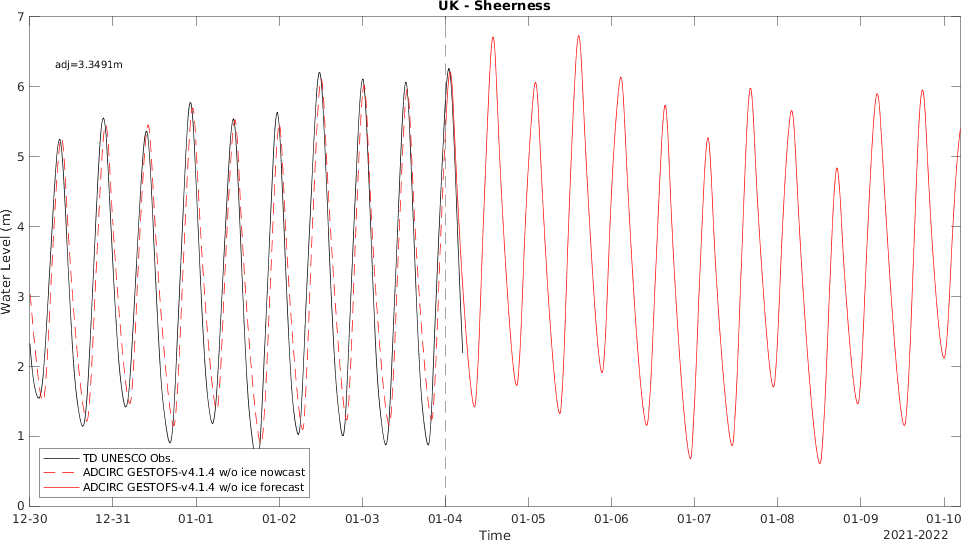 UK - Sheerness
adj=3.3491m
Water Level (m)
7
6
5
4
3
2
1
0
TD UNESCO Obs.
ADCIRC GESTOFS-v4.1.4 w/o ice nowcast
ADCIRC GESTOFS-v4.1.4 w/o ice forecast
12-30 12-31 01-01 01-02 01-03 01-04 01-05 01-06 01-07 01-08 01-09 01-10
Time
2021-2022